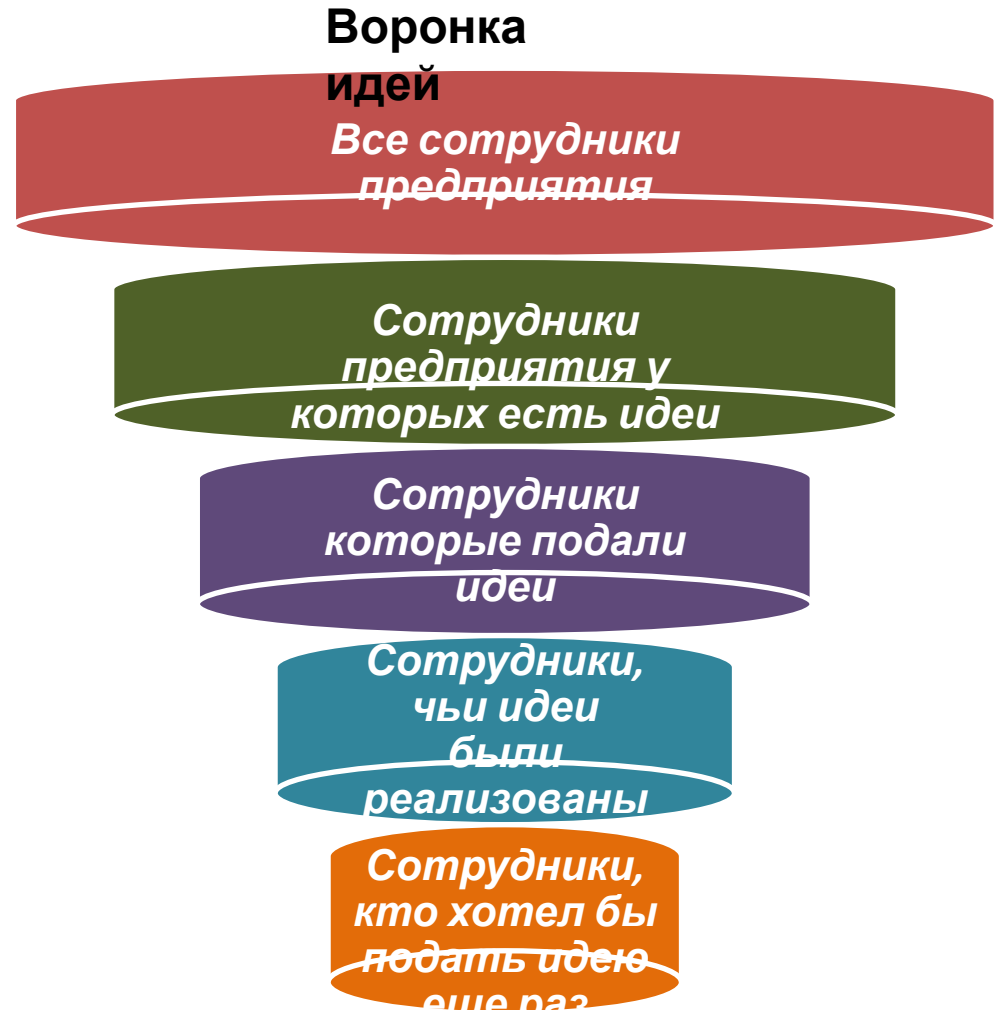 Воронка
идей
Все сотрудники
предприятия
Сотрудники
предприятия у
которых есть идеи
Сотрудники
которые подали
идеи
Сотрудники,
чьи идеи
были
реализованы
Сотрудники,
кто хотел бы
подать идею
еще раз